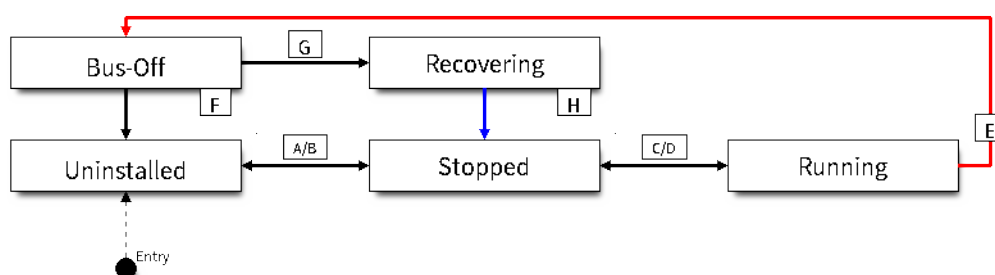 Bus-Off
G
Recovering
F
H
E
Uninstalled
A/B
Stopped
C/D
Running
Entry